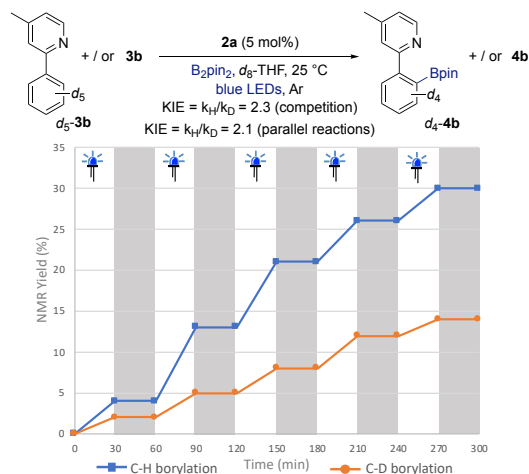 Me
N
d5
d5-3b
+ / or 3b
2a (5 mol%)
B2pin2, d8-THF, 25 °C
blue LEDs, Ar
KIE = kH/kD = 2.3 (competition)
KIE = kH/kD = 2.1 (parallel reactions)
Me
N
Bpin
d4
d4-4b
+ / or 4b
NMR Yield (%)
35
30
25
20
15
10
5
0
0 30 60 90 120 150 180 210 240 270 300
Time (min)
C-H borylation
C-D borylation